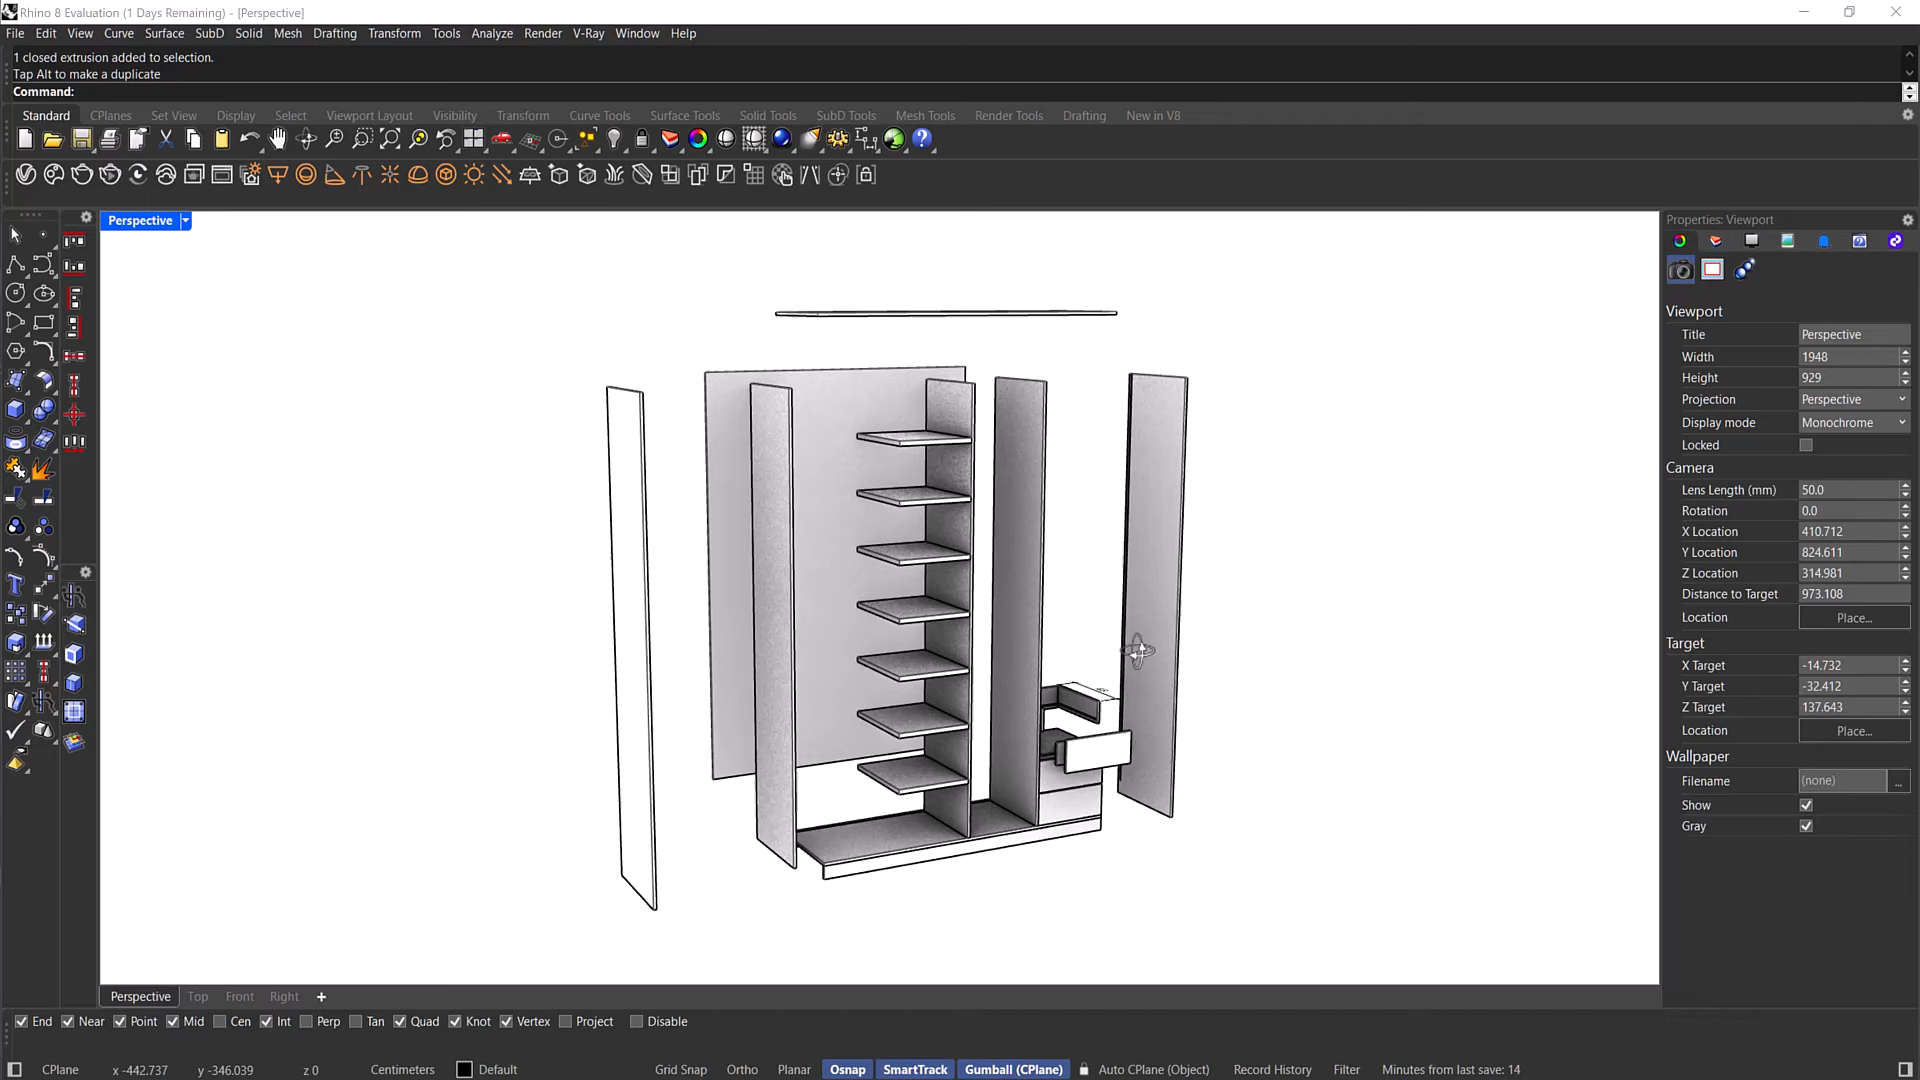 Rhino 8 Evaluation (1 Days Remaining) - [Perspective]
File Edit View Curve Surface SubD Solid Mesh Drafting Transform Tools Analyze Render V-Ray Window Help
1 closed extrusion added to selection.
Tap Alt to make a duplicate
Command:
Standard CPlanes Set View Display Select Viewport Layout Visibility Transform Curve Tools Surface Tools Solid Tools SubD Tools Mesh Tools Render Tools Drafting New in V8
Perspective
Properties: Viewport
Viewport
Title Perspective
Width 1948
Height 929
Projection Perspective
Display mode Monochrome
Locked
Camera
Lens Length (mm) 50.0
Rotation 0.0
X Location 410.712
Y Location 824.611
Z Location 314.981
Distance to Target 973.108
Location Place...
Target
X Target -14.732
Y Target -32.412
Z Target 137.643
Location Place...
Wallpaper
Filename (none) ...
Show
Gray
Perspective Top Front Right
End Near Point Mid Cen Int Perp Tan Quad Knot Vertex Project Disable
CPlane x -442.737 y -346.039 z 0 Centimeters Default Grid Snap Ortho Planar Osnap SmartTrack Gumball (CPlane) Auto CPlane (Object) Record History Filter Minutes from last save: 14